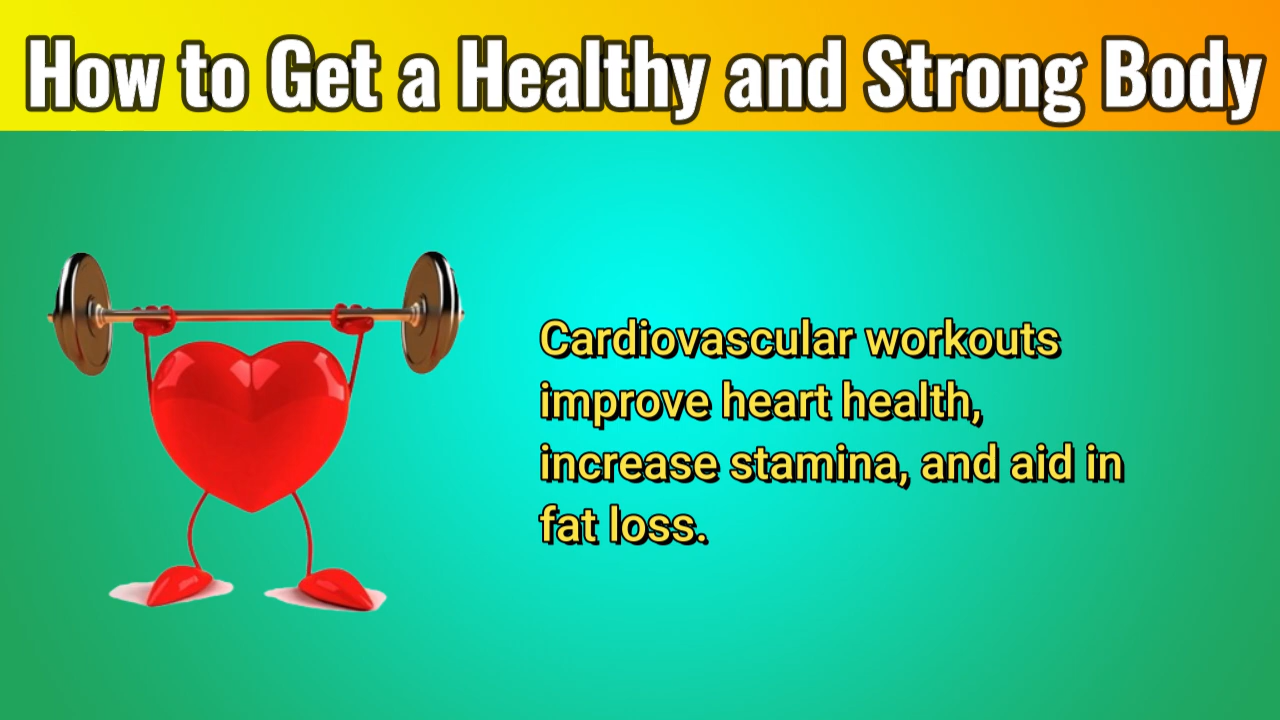 How to Get a Healthy and Strong Body
Cardiovascular workouts
improve heart health,
increase stamina, and aid in
fat loss.